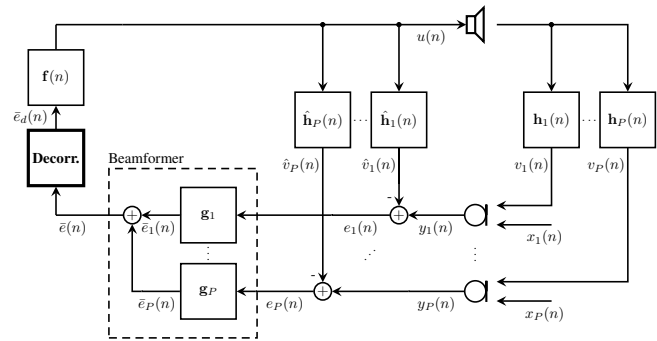 u(n)
f(n)
ĥ_P(n) ... ĥ_1(n)
h_1(n) ... h_P(n)
ē_d(n)
Decorr.
Beamformer
v̂_P(n) v̂_1(n)
v_1(n) v_P(n)
g_1
-
+ +
ē(n) ē_1(n) e_1(n) y_1(n)
x_1(n)
⋮ ⋰ ⋮
g_P
-
+
ē_P(n) e_P(n) y_P(n)
x_P(n)